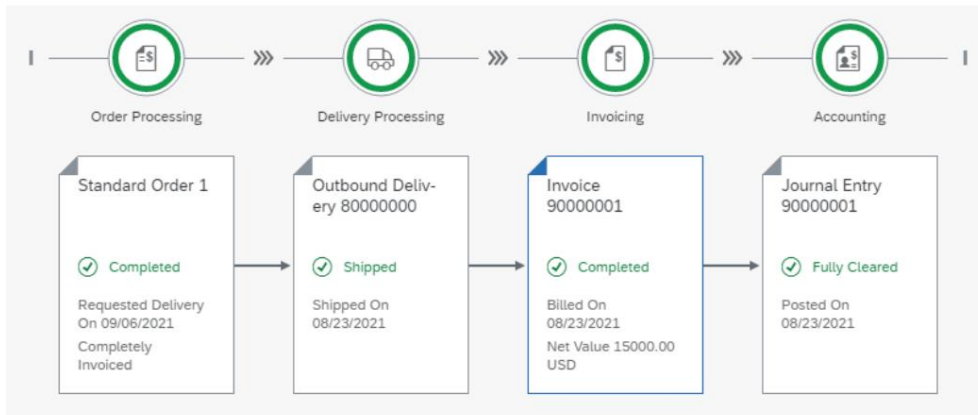 Order Processing
Delivery Processing
Invoicing
Accounting
Standard Order 1
Completed
Requested Delivery
On 09/06/2021
Completely
Invoiced
Outbound Deliv-
ery 80000000
Shipped
Shipped On
08/23/2021
Invoice
90000001
Completed
Billed On
08/23/2021
Net Value 15000.00
USD
Journal Entry
90000001
Fully Cleared
Posted On
08/23/2021